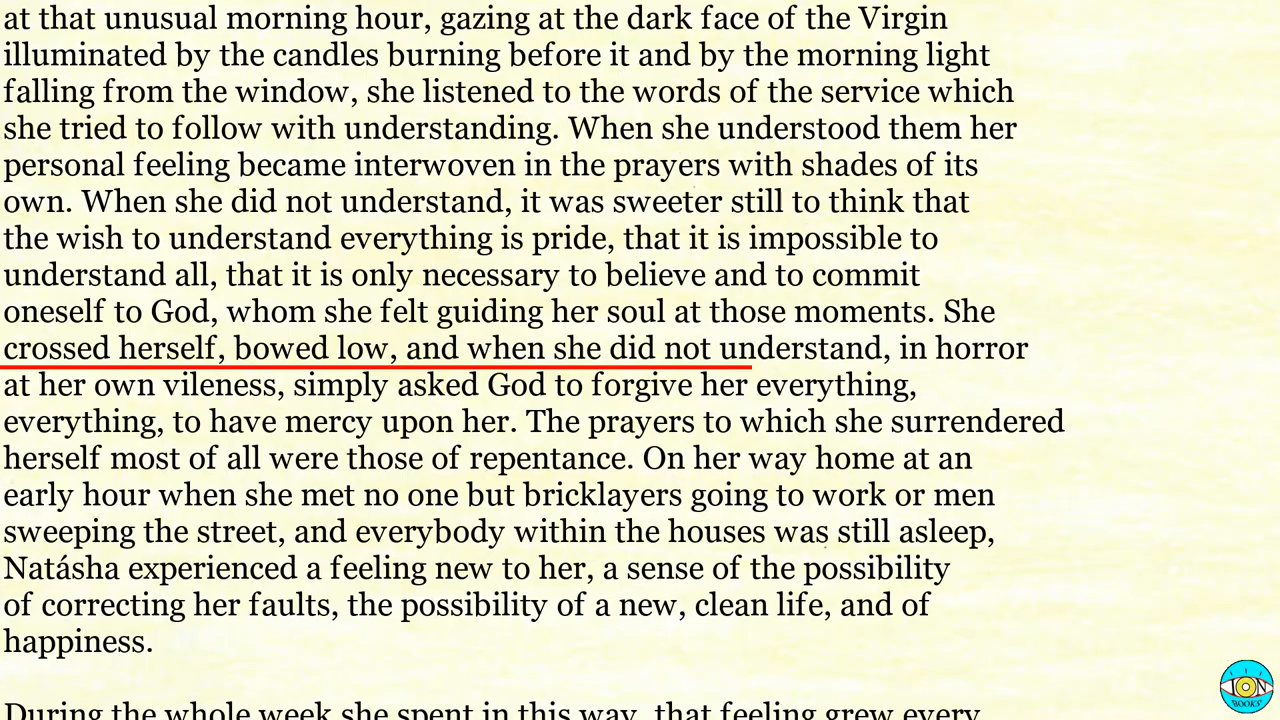 at that unusual morning hour, gazing at the dark face of the Virgin
illuminated by the candles burning before it and by the morning light
falling from the window, she listened to the words of the service which
she tried to follow with understanding. When she understood them her
personal feeling became interwoven in the prayers with shades of its
own. When she did not understand, it was sweeter still to think that
the wish to understand everything is pride, that it is impossible to
understand all, that it is only necessary to believe and to commit
oneself to God, whom she felt guiding her soul at those moments. She
crossed herself, bowed low, and when she did not understand, in horror
at her own vileness, simply asked God to forgive her everything,
everything, to have mercy upon her. The prayers to which she surrendered
herself most of all were those of repentance. On her way home at an
early hour when she met no one but bricklayers going to work or men
sweeping the street, and everybody within the houses was still asleep,
Natásha experienced a feeling new to her, a sense of the possibility
of correcting her faults, the possibility of a new, clean life, and of
happiness.
During the whole week she spent in this way, that feeling grew every
ION
BOOKS